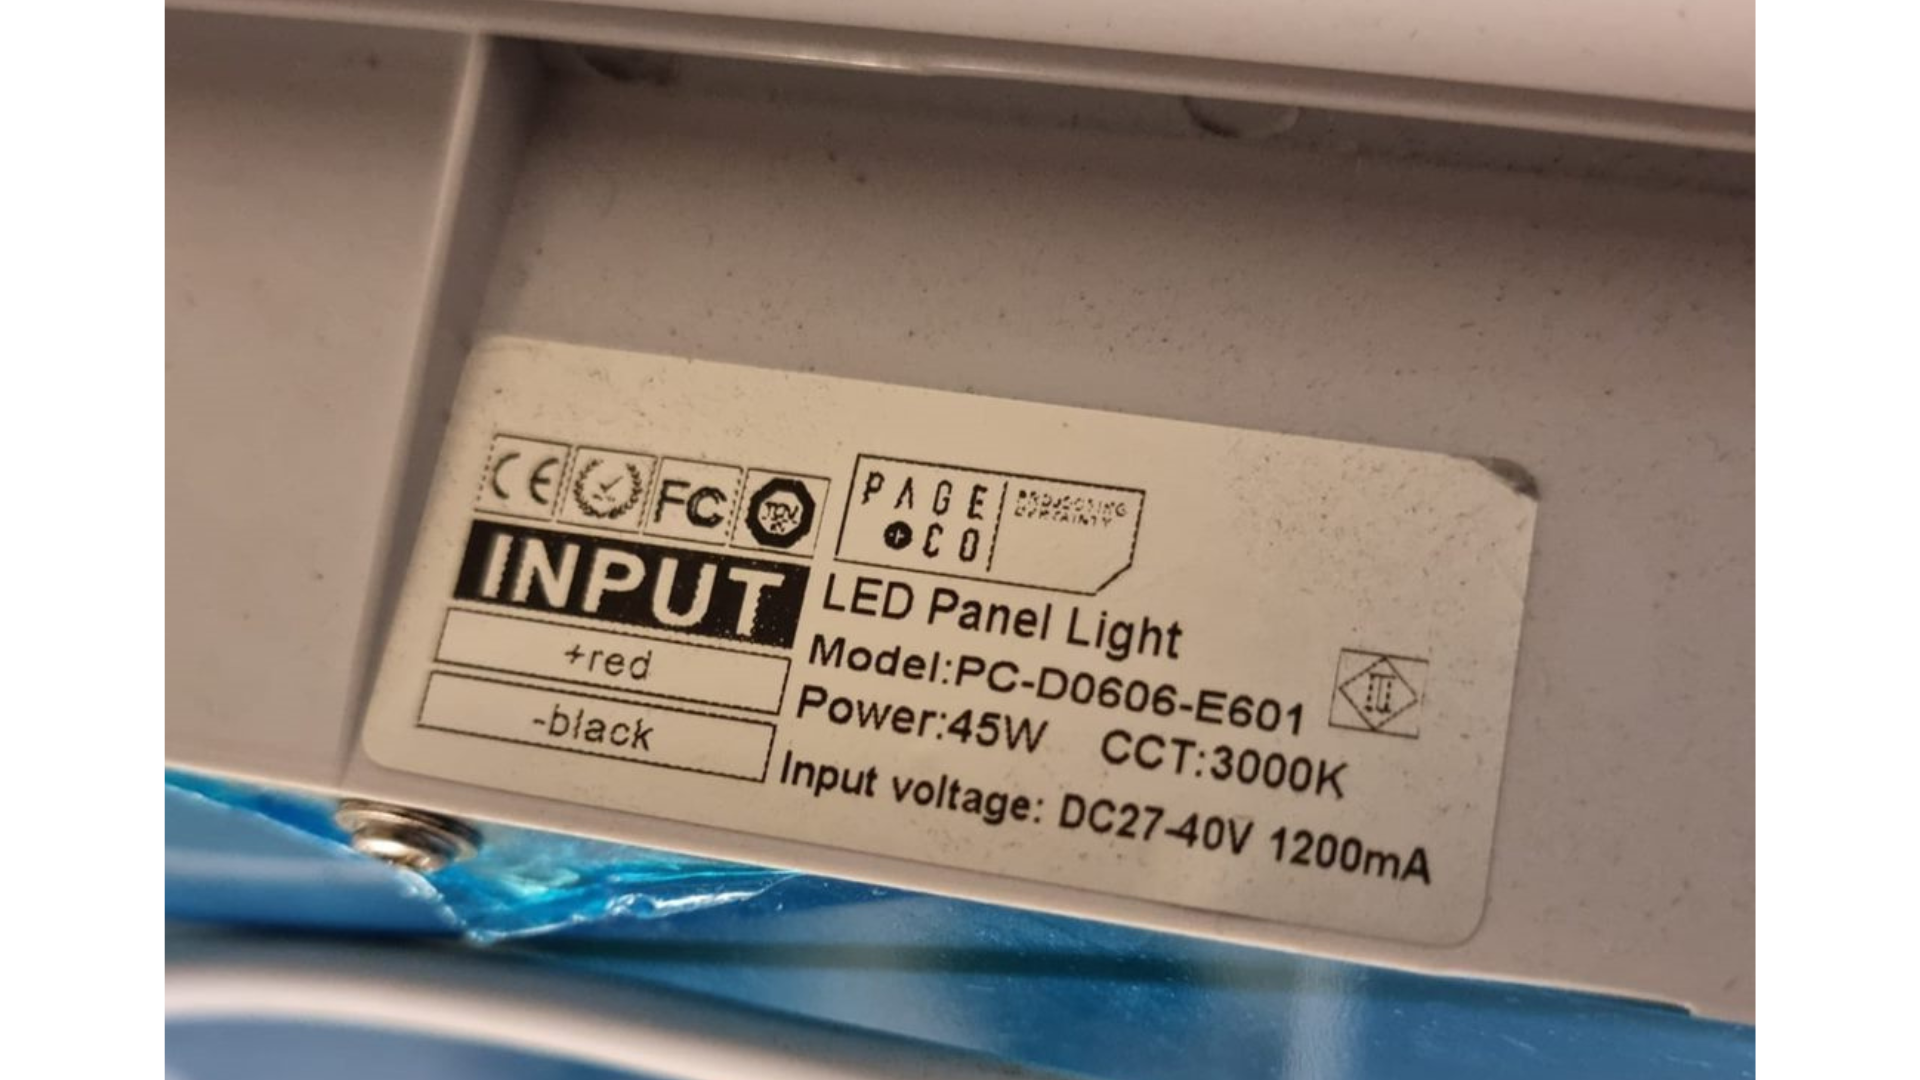 CE
FC
PAGE
+CO
INPUT
+red
-black
LED Panel Light
Model:PC-D0606-E601
Power:45W CCT:3000K
Input voltage: DC27-40V 1200mA